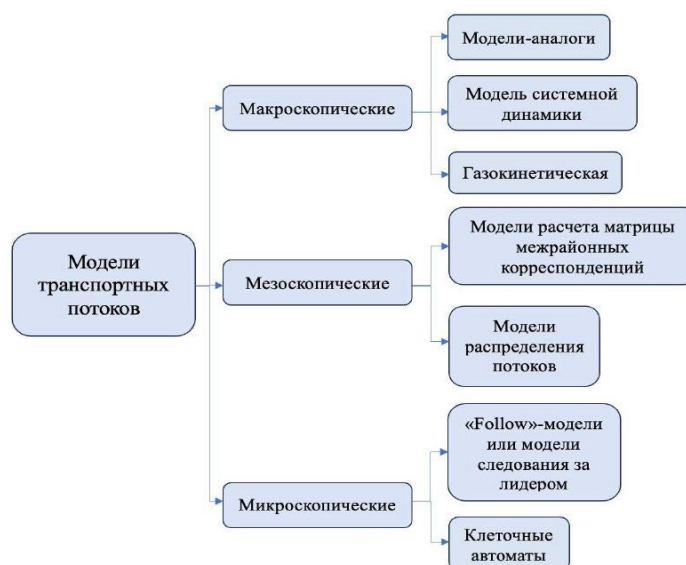 Модели
транспортных
потоков
Макроскопические
Модели-аналоги
Модель системной
динамики
Газокинетическая
Мезоскопические
Модели расчета матрицы
межрайонных
корреспонденций
Модели
распределения
потоков
Микроскопические
«Follow»-модели
или модели
следования за
лидером
Клеточные
автоматы